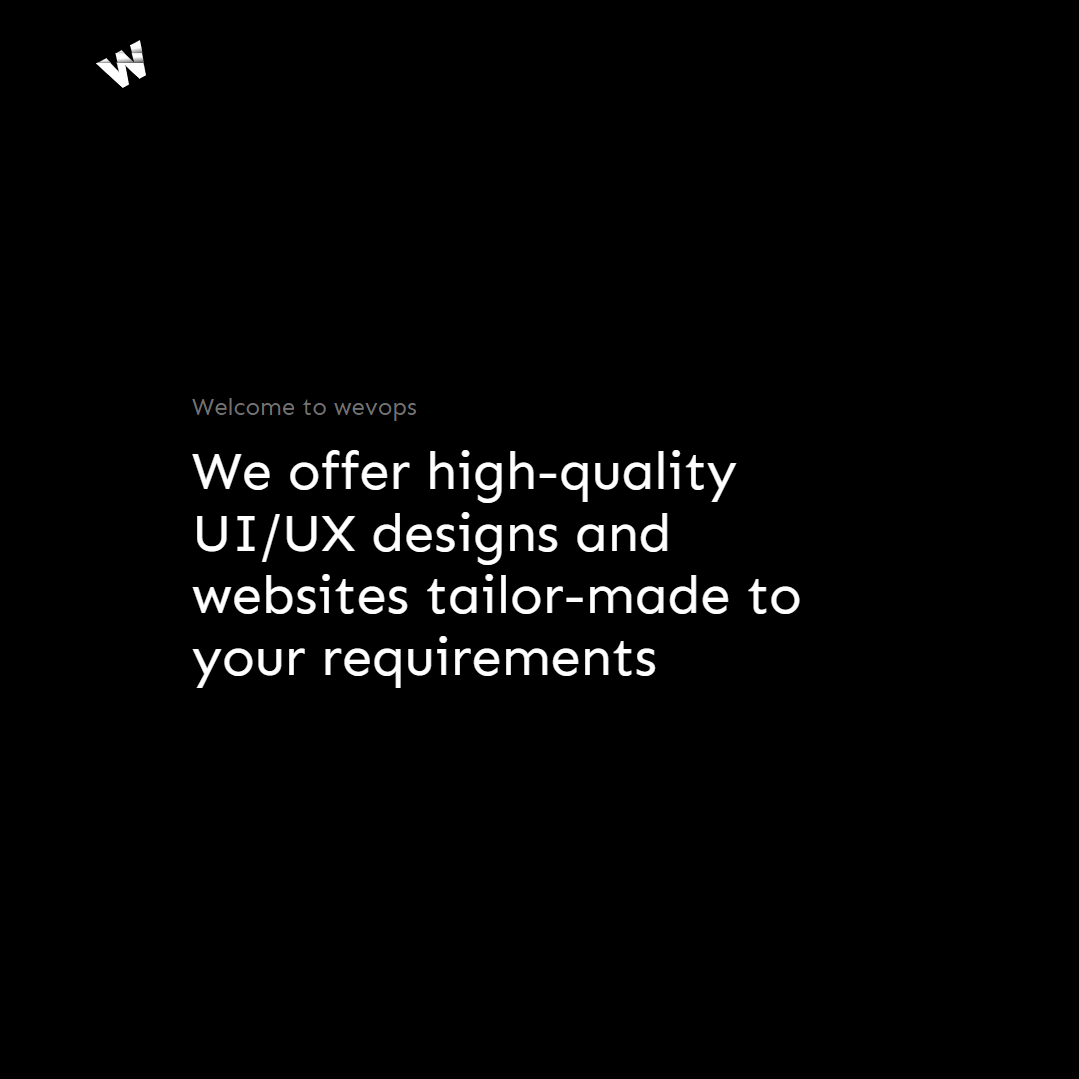 W
Welcome to wevops
We offer high-quality
UI/UX designs and
websites tailor-made to
your requirements